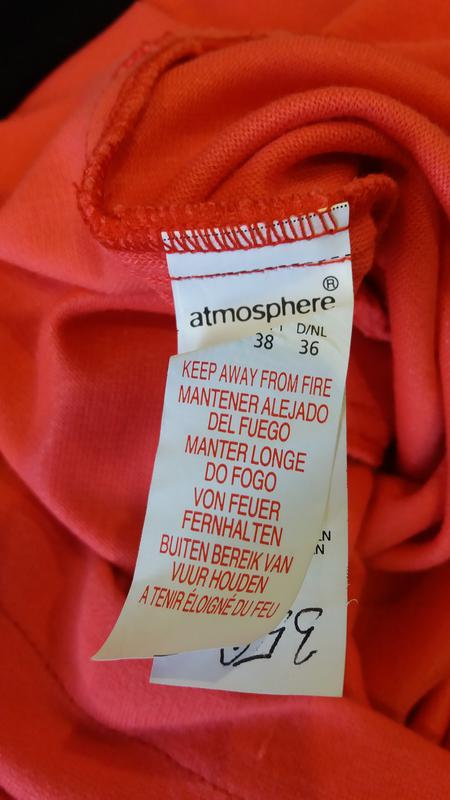 atmosphere®
D/NL
38 36
KEEP AWAY FROM FIRE
MANTENER ALEJADO
DEL FUEGO
MANTER LONGE
DO FOGO
VON FEUER
FERNHALTEN
BUITEN BEREIK VAN
VUUR HOUDEN
A TENIR ÉLOIGNÉ DU FEU